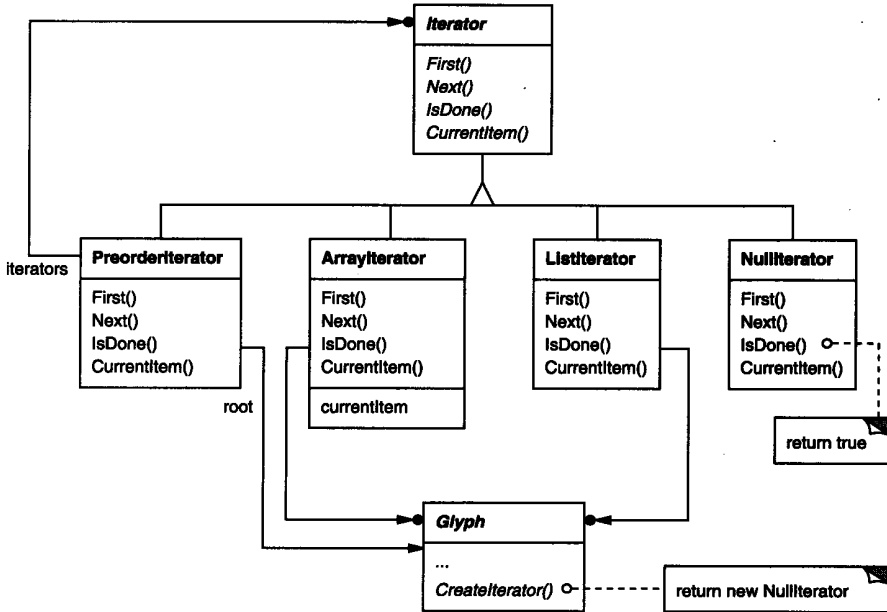 Iterator
First()
Next()
IsDone()
CurrentItem()
iterators
PreorderIterator
First()
Next()
IsDone()
CurrentItem()
root
ArrayIterator
First()
Next()
IsDone()
CurrentItem()
currentItem
ListIterator
First()
Next()
IsDone()
CurrentItem()
NullIterator
First()
Next()
IsDone()
CurrentItem()
return true
Glyph
...
CreateIterator()
return new NullIterator